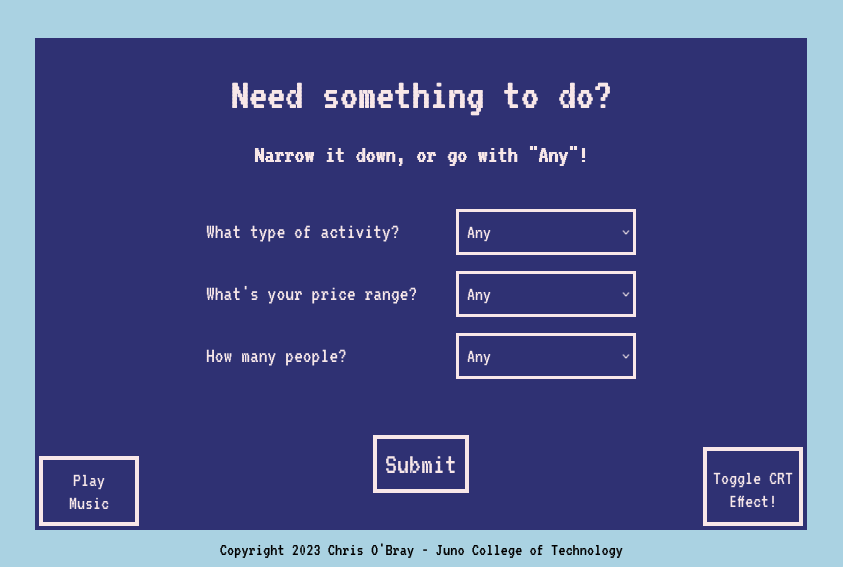 Need something to do?
Narrow it down, or go with "Any"!
What type of activity? Any
What's your price range? Any
How many people? Any
Submit
Play
Music
Toggle CRT
Effect!
Copyright 2023 Chris O'Bray - Juno College of Technology